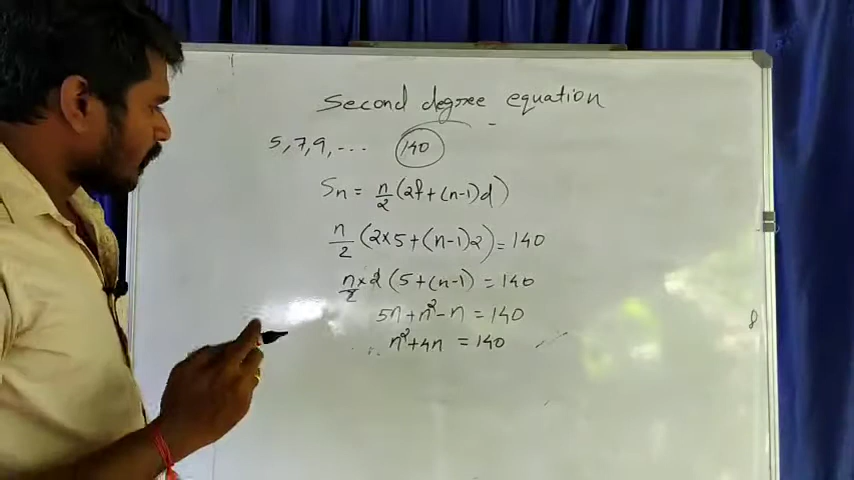 Second degree equation
5, 7, 9, ... 140
Sn = n/2 (2f + (n-1) d)
n/2 (2×5 + (n-1) 2) = 140
n/2 × 2 (5 + (n-1) = 140
5n + n² - n = 140
n² + 4n = 140